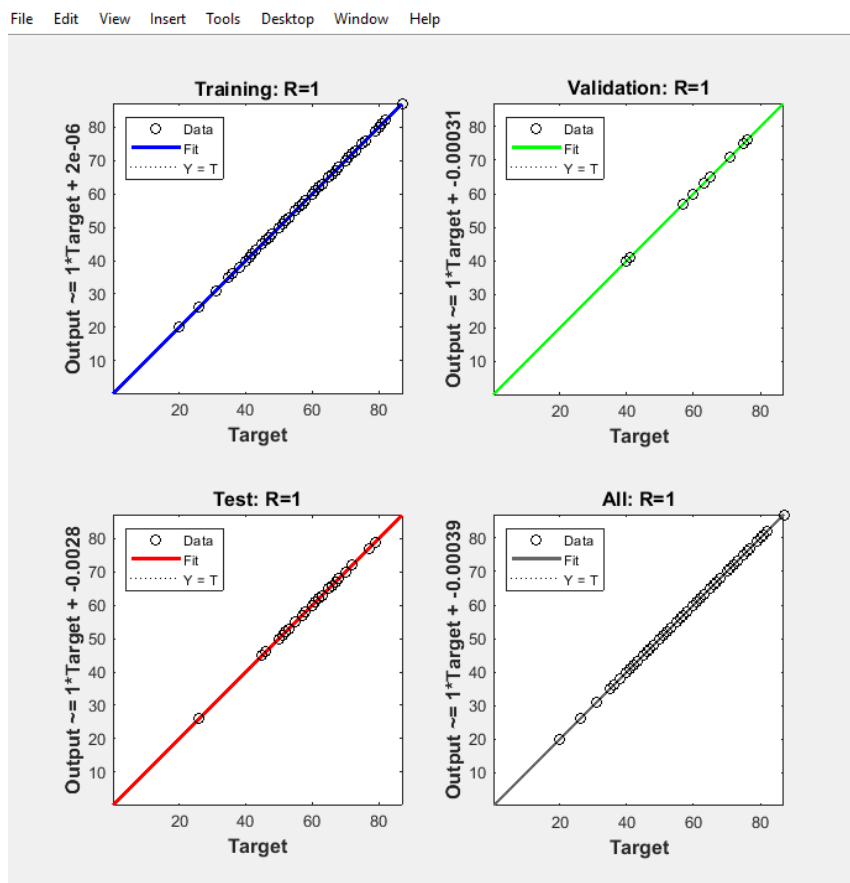 File Edit View Insert Tools Desktop Window Help
Training: R=1
Output ~= 1*Target + 2e-06
80
70
60
50
40
30
20
10
Data
Fit
Y = T
20 40 60 80
Target
Validation: R=1
Output ~= 1*Target + -0.00031
80
70
60
50
40
30
20
10
Data
Fit
Y = T
20 40 60 80
Target
Test: R=1
Output ~= 1*Target + -0.0028
80
70
60
50
40
30
20
10
Data
Fit
Y = T
20 40 60 80
Target
All: R=1
Output ~= 1*Target + -0.00039
80
70
60
50
40
30
20
10
Data
Fit
Y = T
20 40 60 80
Target